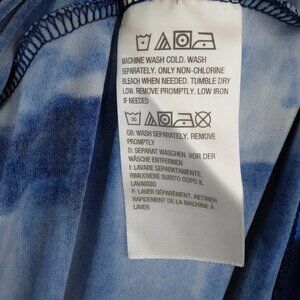 MACHINE WASH COLD. WASH
SEPARATELY. ONLY NON-CHLORINE
BLEACH WHEN NEEDED. TUMBLE DRY
LOW. REMOVE PROMPTLY. LOW IRON
IF NEEDED
GB: WASH SEPARATELY, REMOVE
PROMPTLY
D: SEPARAT WASCHEN, VOR DER
WÄSCHE ENTFERNEN
I: LAVARE SEPARATAMENTE,
RIMUOVERE SUBITO DOPO IL
LAVAGGIO
F: LAVER SÉPARÉMENT, RETIRER
RAPIDEMENT DE LA MACHINE À
LAVER